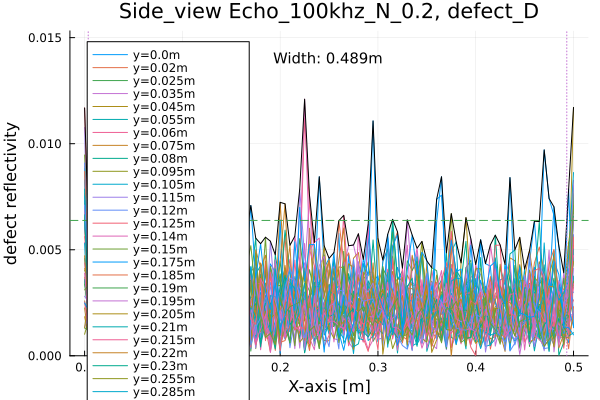 Side_view Echo_100khz_N_0.2, defect_D
Width: 0.489m
defect reflectivity
0.015
0.010
0.005
0.000
y=0.0m
y=0.02m
y=0.025m
y=0.035m
y=0.045m
y=0.055m
y=0.06m
y=0.075m
y=0.08m
y=0.095m
y=0.105m
y=0.115m
y=0.12m
y=0.125m
y=0.14m
y=0.15m
y=0.175m
y=0.185m
y=0.19m
y=0.195m
y=0.205m
y=0.21m
y=0.215m
y=0.22m
y=0.23m
y=0.255m
y=0.285m
0.2 0.3 0.4 0.5
X-axis [m]